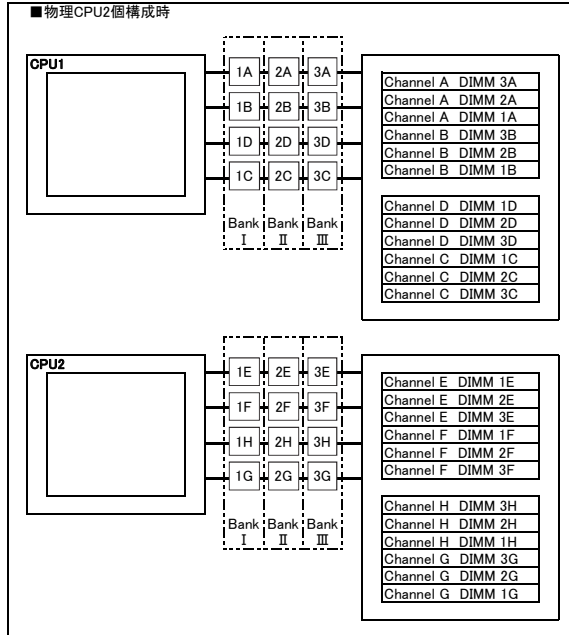 ■物理CPU2個構成時
CPU1
1A 2A 3A
1B 2B 3B
1D 2D 3D
1C 2C 3C
Bank Bank Bank
Ⅰ Ⅱ Ⅲ
Channel A DIMM 3A
Channel A DIMM 2A
Channel A DIMM 1A
Channel B DIMM 3B
Channel B DIMM 2B
Channel B DIMM 1B
Channel D DIMM 1D
Channel D DIMM 2D
Channel D DIMM 3D
Channel C DIMM 1C
Channel C DIMM 2C
Channel C DIMM 3C
CPU2
1E 2E 3E
1F 2F 3F
1H 2H 3H
1G 2G 3G
Bank Bank Bank
Ⅰ Ⅱ Ⅲ
Channel E DIMM 1E
Channel E DIMM 2E
Channel E DIMM 3E
Channel F DIMM 1F
Channel F DIMM 2F
Channel F DIMM 3F
Channel H DIMM 3H
Channel H DIMM 2H
Channel H DIMM 1H
Channel G DIMM 3G
Channel G DIMM 2G
Channel G DIMM 1G